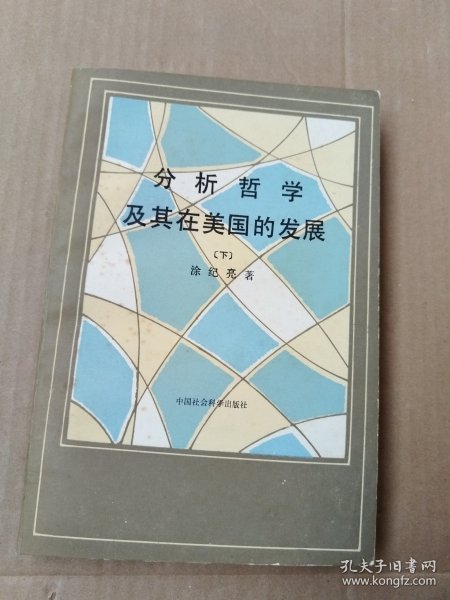 分析哲学
及其在美国的发展
〔下〕
涂纪亮著
中国社会科学出版社
孔夫子旧书网
www.kongfz.com